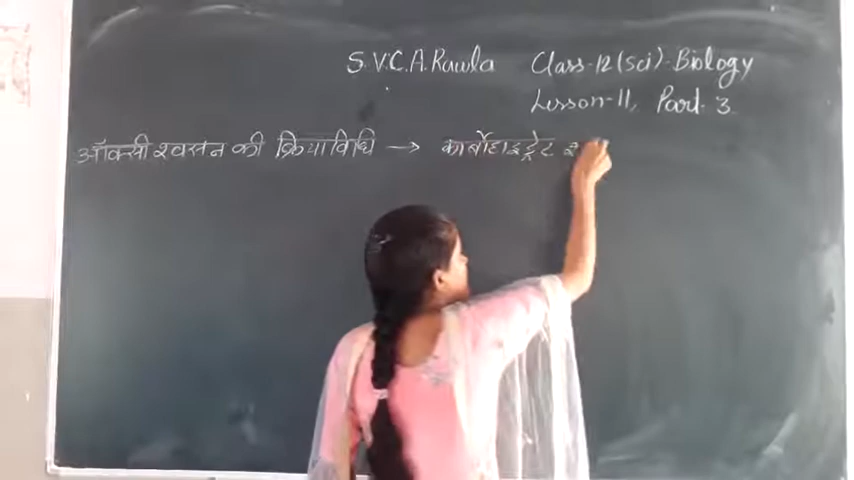 S.V.C.A. Rawla Class-12 (Sci)-Biology
Lesson-11, Part-3
ऑक्सी श्वसन की क्रियाविधि → कार्बोहाइड्रेट